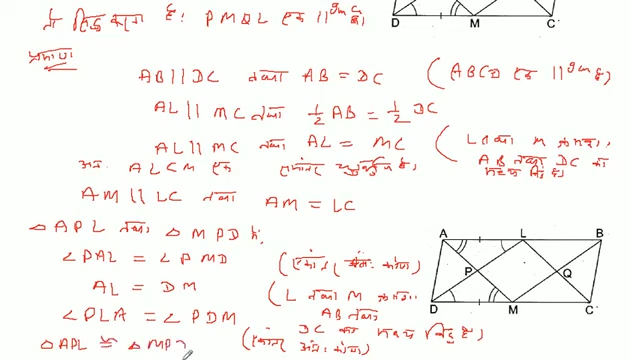 सिद्ध करना है: PMQL एक ||gm है।
D M C
प्रमाण
AB || DC तथा AB = DC (ABCD एक ||gm है)
AL || MC तथा 1/2 AB = 1/2 DC
AL || MC तथा AL = MC (L तथा M क्रमशः
AB तथा DC का
मध्य बिंदु है।
अतः ALCM एक समांतर चतुर्भुज है,
AM || LC तथा AM = LC
△APL तथा △MPD में,
∠PAL = ∠PMD (एकांतर अंतः कोण)
AL = DM (L तथा M क्रमशः
AB तथा
DC का मध्य बिंदु है)
∠PLA = ∠PDM
(एकांतर अंतः कोण)
△APL ≅ △MP
A L B
P Q
D M C